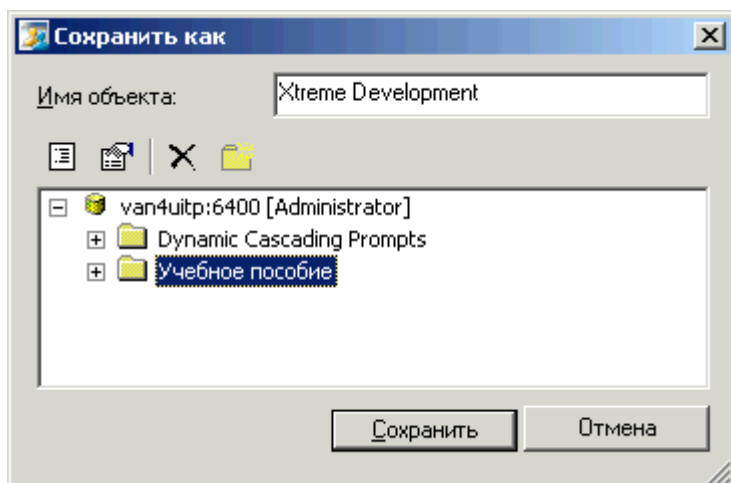 Сохранить как
Имя объекта: Xtreme Development
van4uitp:6400 [Administrator]
Dynamic Cascading Prompts
Учебное пособие
Сохранить Отмена